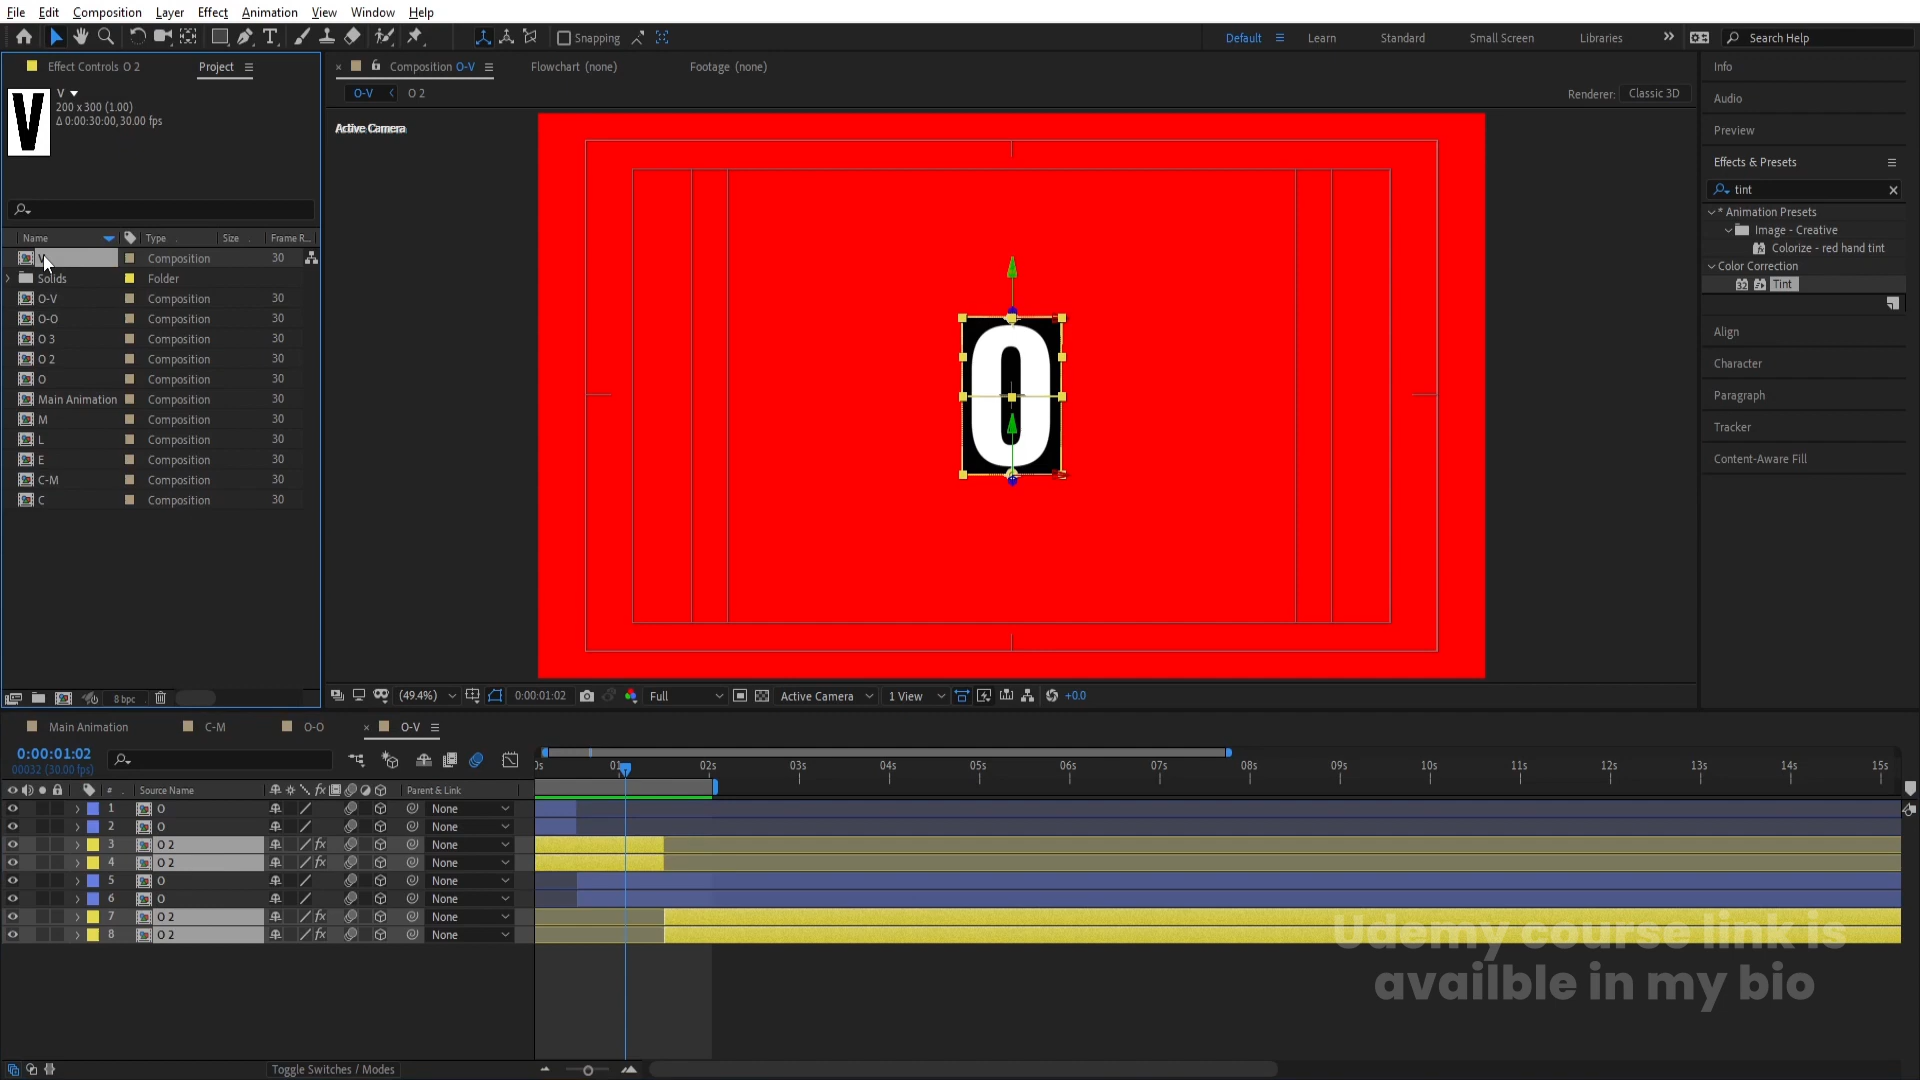 File Edit Composition Layer Effect Animation View Window Help
Snapping Default Learn Standard Small Screen Libraries Search Help
Effect Controls O 2 Project
V
200 x 300 (1.00)
Δ 0:00:30:00, 30.00 fps
Name Type Size Frame R...
V Composition 30
Solids Folder
O-V Composition 30
O-O Composition 30
O 3 Composition 30
O 2 Composition 30
O Composition 30
Main Animation Composition 30
M Composition 30
L Composition 30
E Composition 30
C-M Composition 30
C Composition 30
8 bpc
Composition O-V Flowchart (none) Footage (none)
O-V O 2 Renderer: Classic 3D
Active Camera
O
(49.4%) 0:00:01:02 Full Active Camera 1 View +0.0
Info
Audio
Preview
Effects & Presets
tint
* Animation Presets
Image - Creative
Colorize - red hand tint
Color Correction
Tint
Align
Character
Paragraph
Tracker
Content-Aware Fill
Main Animation C-M O-O O-V
0:00:01:02
00032 (30.00 fps)
# Source Name Parent & Link
0s 01 02s 03s 04s 05s 06s 07s 08s 09s 10s 11s 12s 13s 14s 15s
1 O None
2 O None
3 O 2 None
4 O 2 None
5 O None
6 O None
7 O 2 None
8 O 2 None
Udemy course link is
availble in my bio
Toggle Switches / Modes